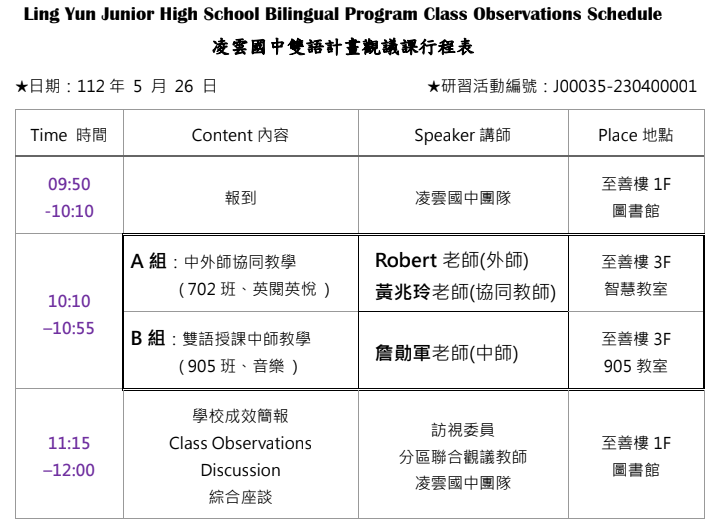 Ling Yun Junior High School Bilingual Program Class Observations Schedule
凌雲國中雙語計畫觀議課行程表
★日期：112 年 5 月 26 日 ★研習活動編號：J00035-230400001
Time 時間 Content 內容 Speaker 講師 Place 地點
09:50
-10:10
報到
凌雲國中團隊
至善樓 1F
圖書館
10:10
–10:55
A 組：中外師協同教學
( 702 班、英閱英悅 )
Robert 老師(外師)
黃兆玲老師(協同教師)
至善樓 3F
智慧教室
B 組：雙語授課中師教學
( 905 班、音樂 )
詹勛軍老師(中師)
至善樓 3F
905 教室
11:15
–12:00
學校成效簡報
Class Observations
Discussion
綜合座談
訪視委員
分區聯合觀議教師
凌雲國中團隊
至善樓 1F
圖書館